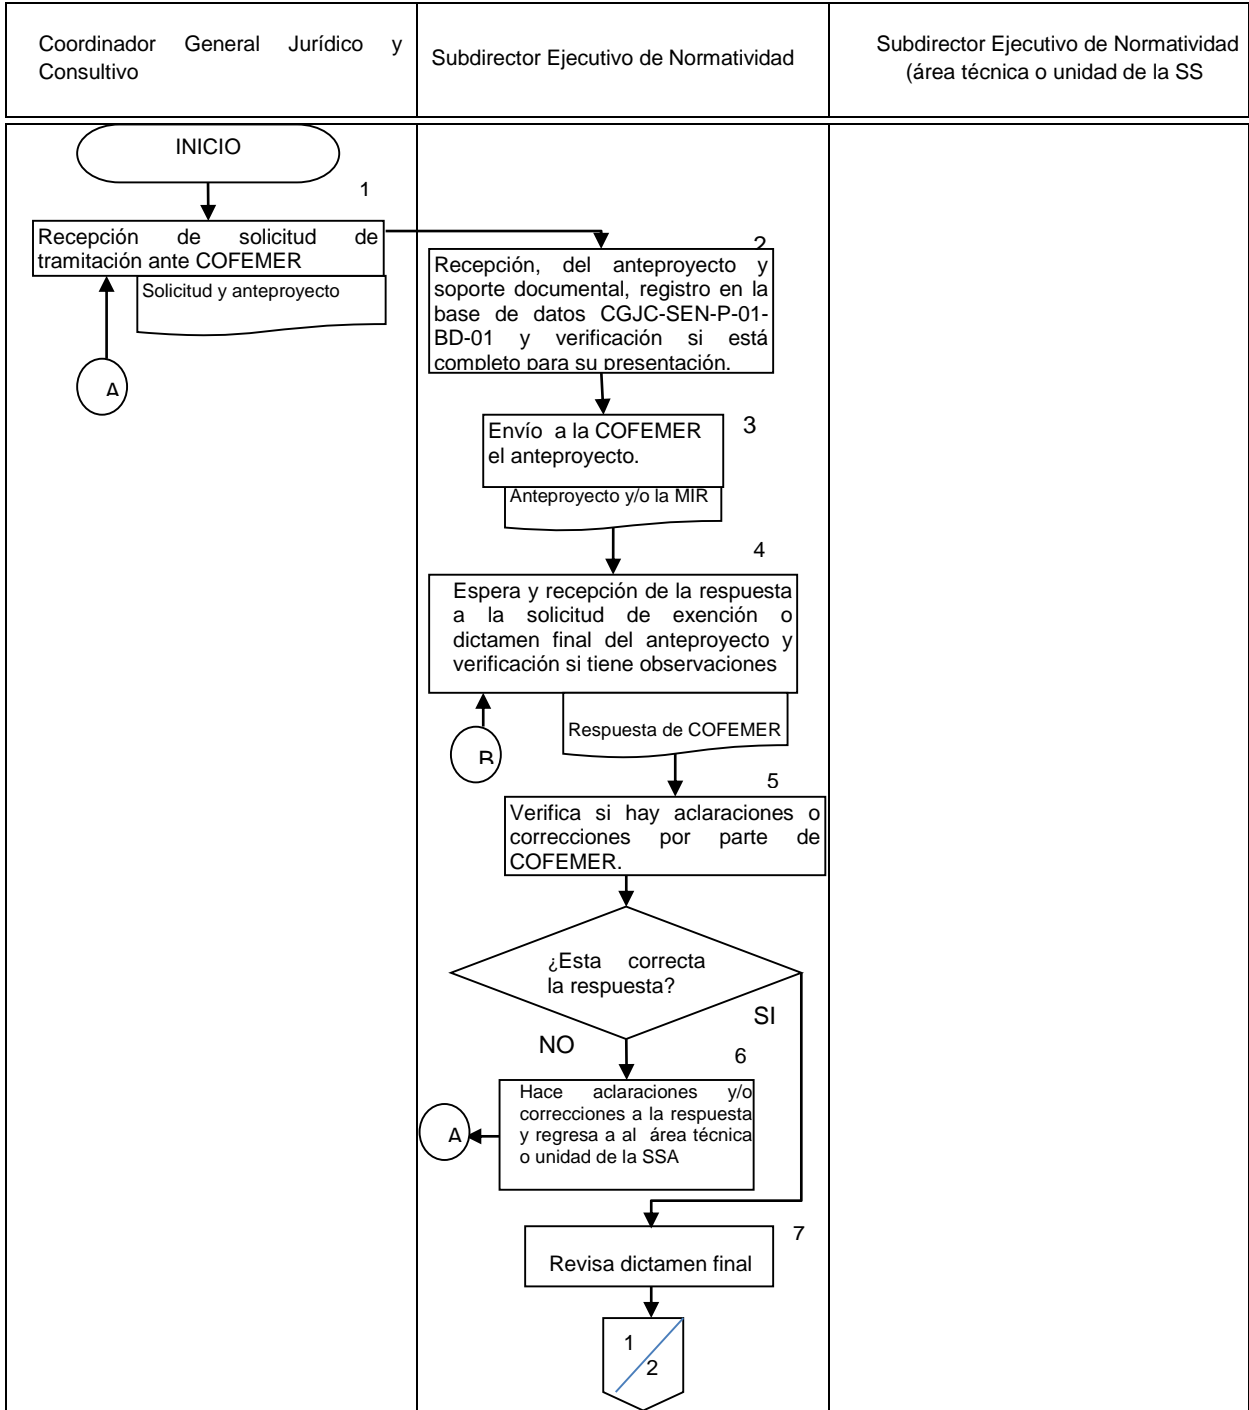 Coordinador General Jurídico y
Consultivo
Subdirector Ejecutivo de Normatividad
Subdirector Ejecutivo de Normatividad
(área técnica o unidad de la SS
INICIO
1
Recepción de solicitud de
tramitación ante COFEMER
Solicitud y anteproyecto
A
2
Recepción, del anteproyecto y
soporte documental, registro en la
base de datos CGJC-SEN-P-01-
BD-01 y verificación si está
completo para su presentación.
3
Envío a la COFEMER
el anteproyecto.
Anteproyecto y/o la MIR
4
Espera y recepción de la respuesta
a la solicitud de exención o
dictamen final del anteproyecto y
verificación si tiene observaciones
Respuesta de COFEMER
B
5
Verifica si hay aclaraciones o
correcciones por parte de
COFEMER.
¿Esta correcta
la respuesta?
SI
NO
6
Hace aclaraciones y/o
correcciones a la respuesta
y regresa a al área técnica
o unidad de la SSA
A
7
Revisa dictamen final
1
2